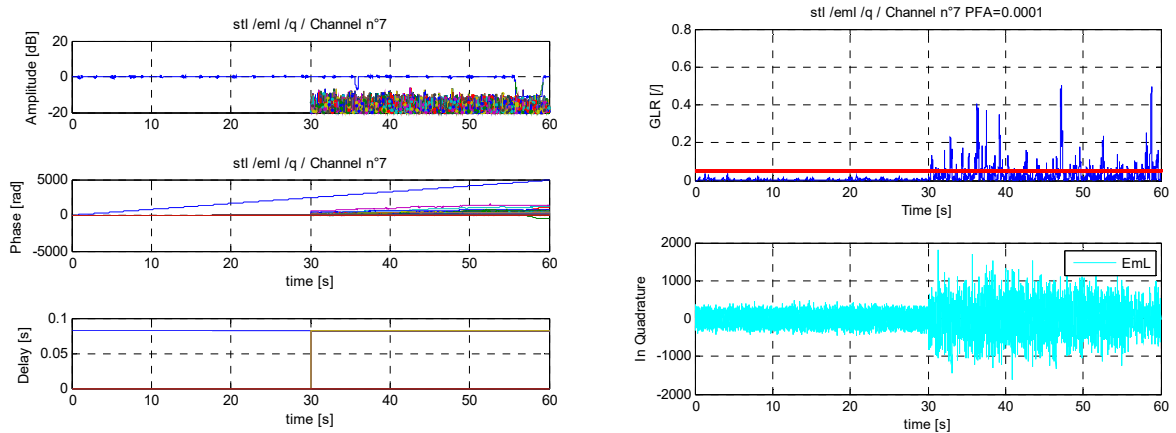 stl /eml /q / Channel n°7
Amplitude [dB]
20
0
-20
0 10 20 30 40 50 60
stl /eml /q / Channel n°7
Phase [rad]
5000
0
-5000
0 10 20 30 40 50 60
time [s]
Delay [s]
0.1
0.05
0
0 10 20 30 40 50 60
time [s]
stl /eml /q / Channel n°7 PFA=0.0001
GLR [/]
0.8
0.6
0.4
0.2
0
0 10 20 30 40 50 60
Time [s]
In Quadrature
2000
1000
0
-1000
-2000
EmL
0 10 20 30 40 50 60
time [s]